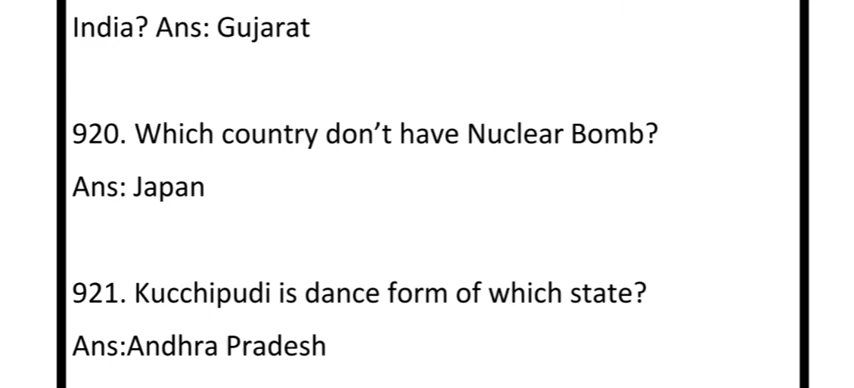 India? Ans: Gujarat
920. Which country don’t have Nuclear Bomb?
Ans: Japan
921. Kucchipudi is dance form of which state?
Ans:Andhra Pradesh